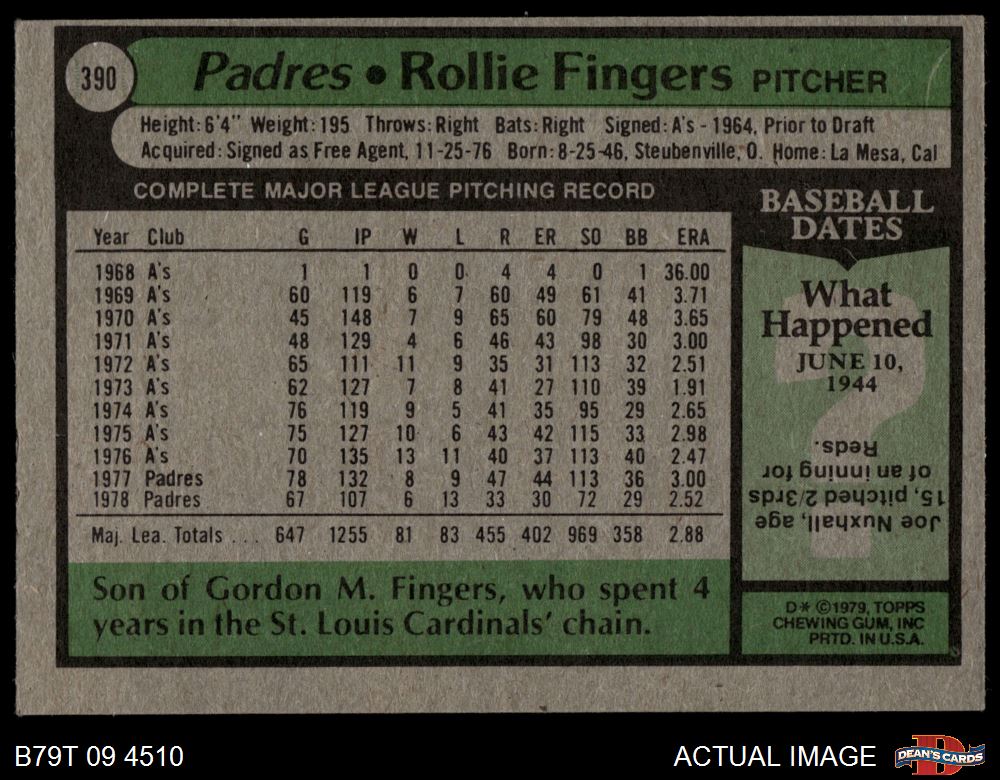 390
Padres • Rollie Fingers PITCHER
Height: 6'4" Weight: 195 Throws: Right Bats: Right Signed: A's - 1964, Prior to Draft
Acquired: Signed as Free Agent, 11-25-76 Born: 8-25-46, Steubenville, O. Home: La Mesa, Cal
COMPLETE MAJOR LEAGUE PITCHING RECORD
Year Club G IP W L R ER SO BB ERA
1968 A's 1 1 0 0 4 4 0 1 36.00
1969 A's 60 119 6 7 60 49 61 41 3.71
1970 A's 45 148 7 9 65 60 79 48 3.65
1971 A's 48 129 4 6 46 43 98 30 3.00
1972 A's 65 111 11 9 35 31 113 32 2.51
1973 A's 62 127 7 8 41 27 110 39 1.91
1974 A's 76 119 9 5 41 35 95 29 2.65
1975 A's 75 127 10 6 43 42 115 33 2.98
1976 A's 70 135 13 11 40 37 113 40 2.47
1977 Padres 78 132 8 9 47 44 113 36 3.00
1978 Padres 67 107 6 13 33 30 72 29 2.52
Maj. Lea. Totals ... 647 1255 81 83 455 402 969 358 2.88
Son of Gordon M. Fingers, who spent 4
years in the St. Louis Cardinals' chain.
BASEBALL
DATES
What
Happened
JUNE 10,
1944
?
Joe Nuxhall, age
15, pitched 2/3rds
of an inning for
Reds.
D* ©1979, TOPPS
CHEWING GUM, INC
PRTD. IN U.S.A.
B79T 09 4510
ACTUAL IMAGE
D
DEAN'S CARDS